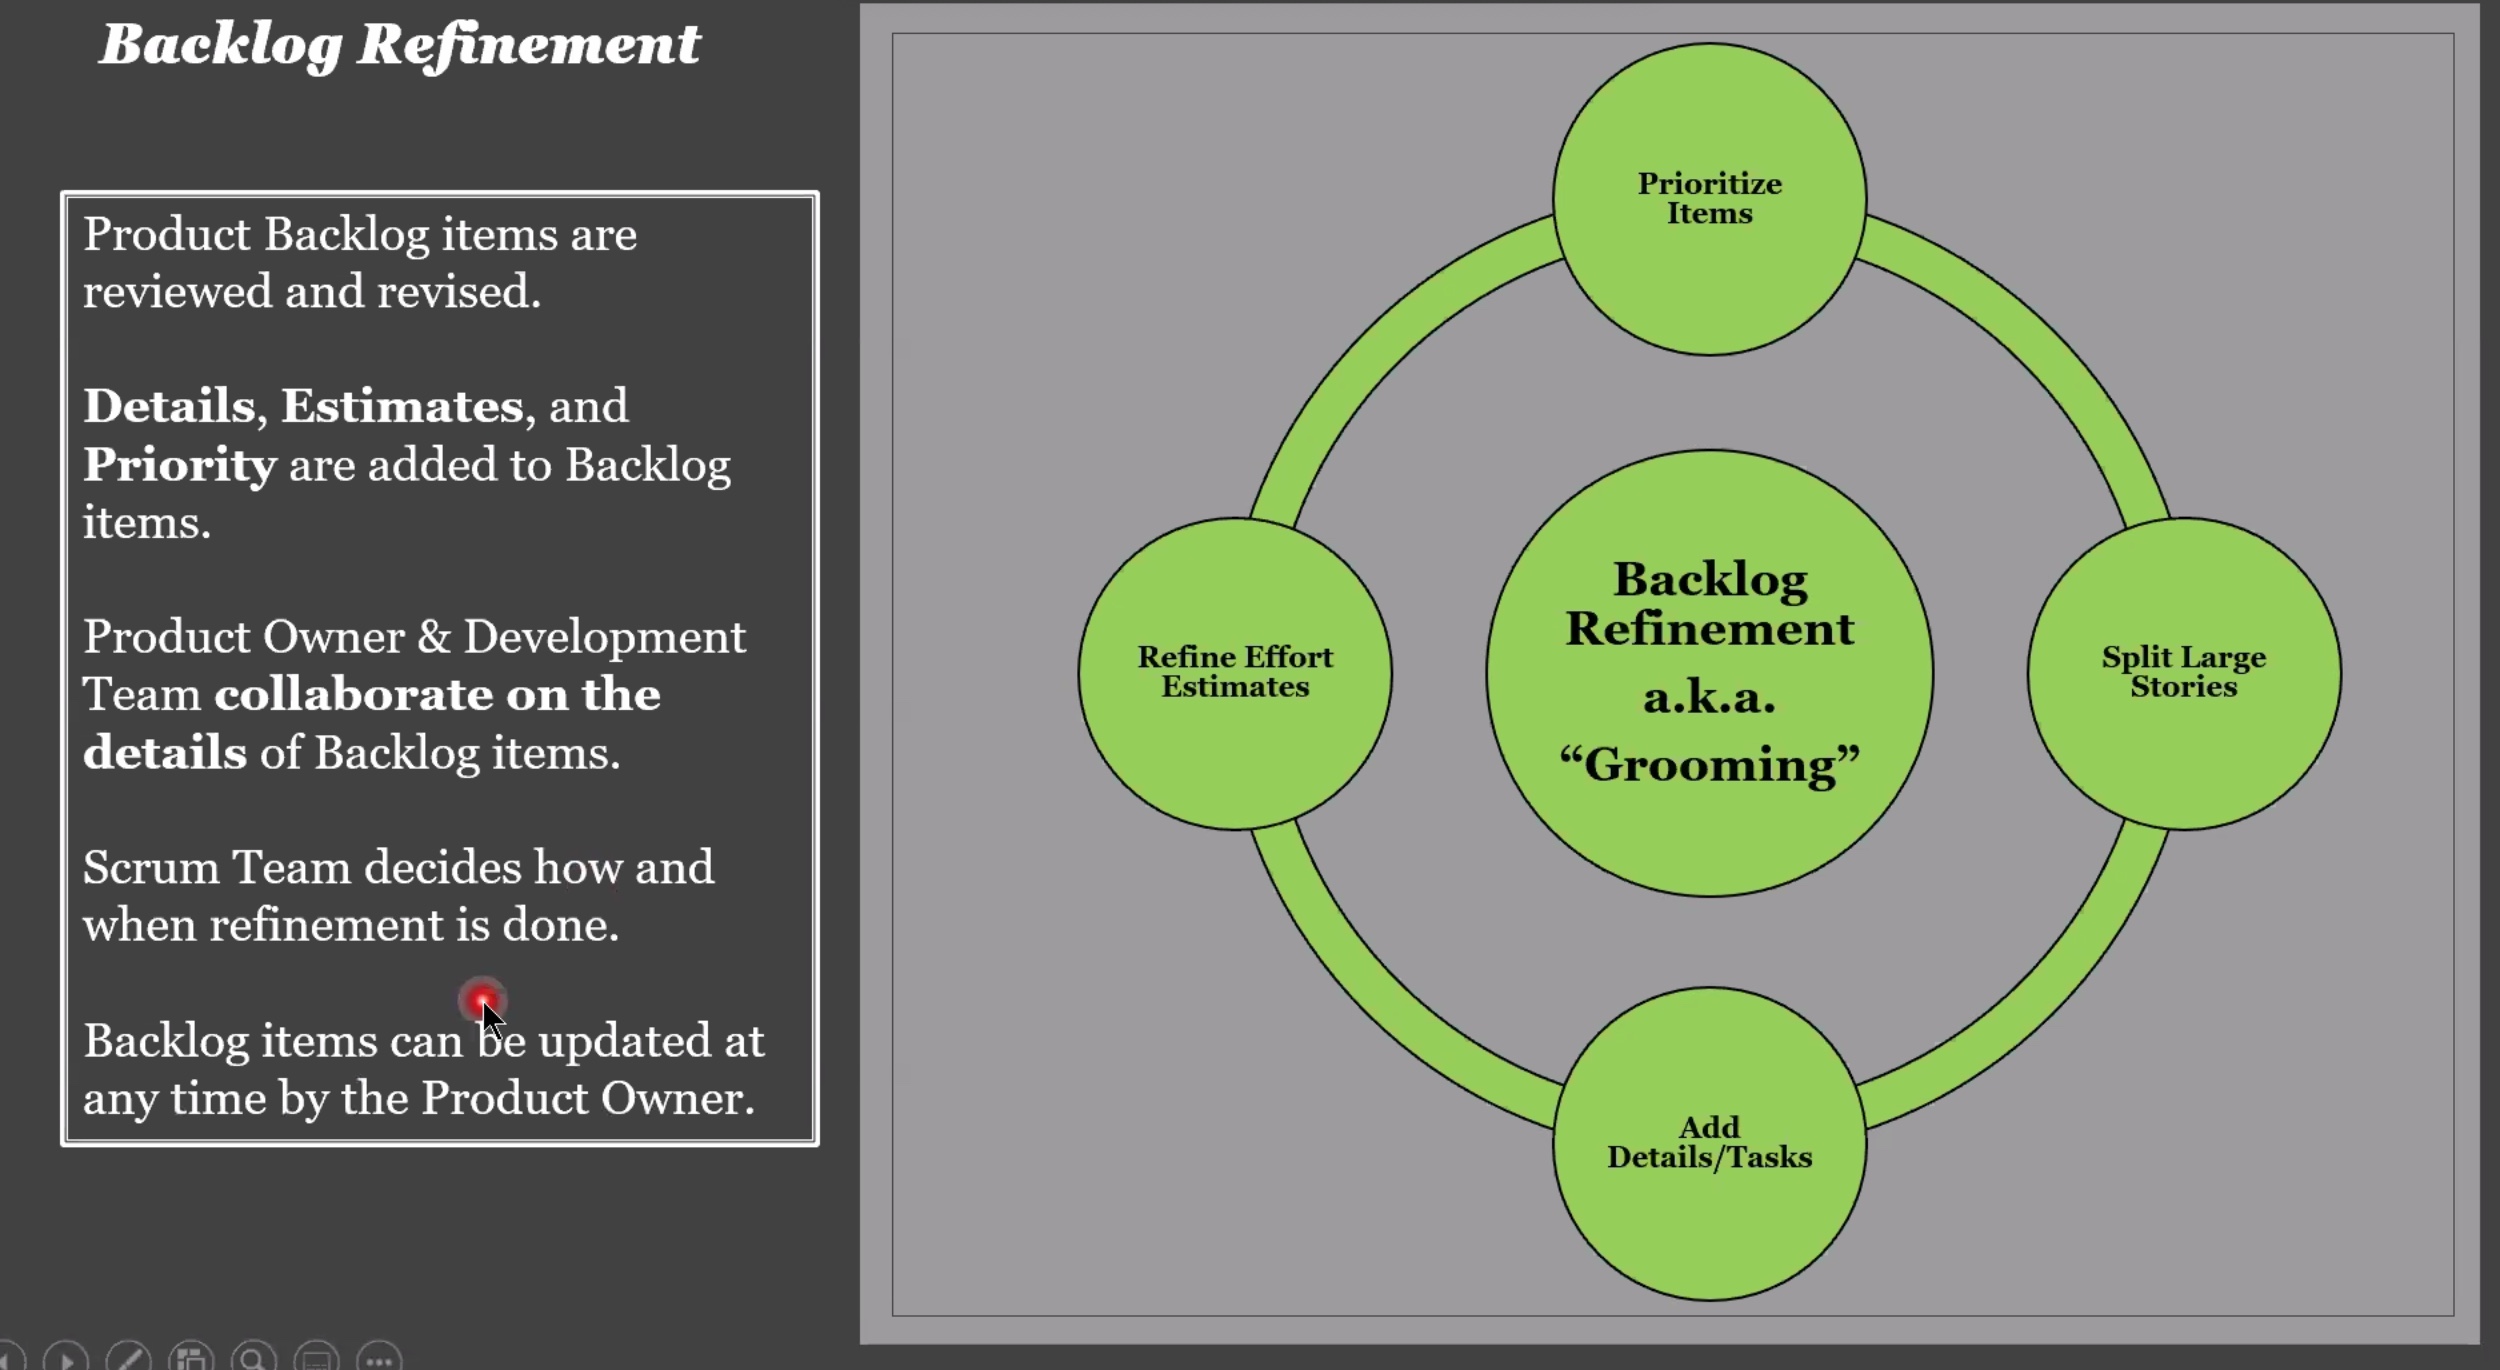 Backlog Refinement
Product Backlog items are
reviewed and revised.
Details, Estimates, and
Priority are added to Backlog
items.
Product Owner & Development
Team collaborate on the
details of Backlog items.
Scrum Team decides how and
when refinement is done.
Backlog items can be updated at
any time by the Product Owner.
Prioritize
Items
Refine Effort
Estimates
Backlog
Refinement
a.k.a.
“Grooming”
Split Large
Stories
Add
Details/Tasks